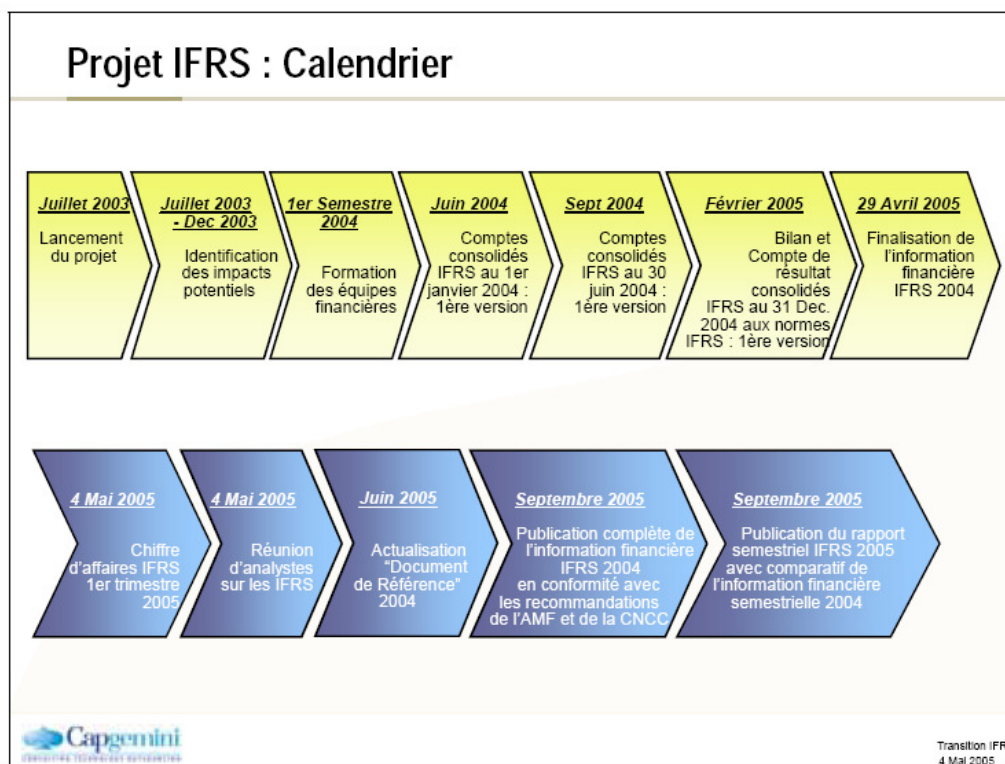 Projet IFRS : Calendrier
Juillet 2003
Lancement
du projet
Juillet 2003
- Dec 2003
Identification
des impacts
potentiels
1er Semestre
2004
Formation
des équipes
financières
Juin 2004
Comptes
consolidés
IFRS au 1er
janvier 2004 :
1ère version
Sept 2004
Comptes
consolidés
IFRS au 30
juin 2004 :
1ère version
Février 2005
Bilan et
Compte de
résultat
consolidés
IFRS au 31 Dec.
2004 aux normes
IFRS : 1ère version
29 Avril 2005
Finalisation de
l'information
financière
IFRS 2004
4 Mai 2005
Chiffre
d'affaires IFRS
1er trimestre
2005
4 Mai 2005
Réunion
d'analystes
sur les IFRS
Juin 2005
Actualisation
"Document
de Référence"
2004
Septembre 2005
Publication complète de
l'information financière
IFRS 2004
en conformité avec
les recommandations
de l'AMF et de la CNCC
Septembre 2005
Publication du rapport
semestriel IFRS 2005
avec comparatif de
l'information financière
semestrielle 2004
Capgemini
CONSULTING.TECHNOLOGY.OUTSOURCING
Transition IFR
4 Mai 2005